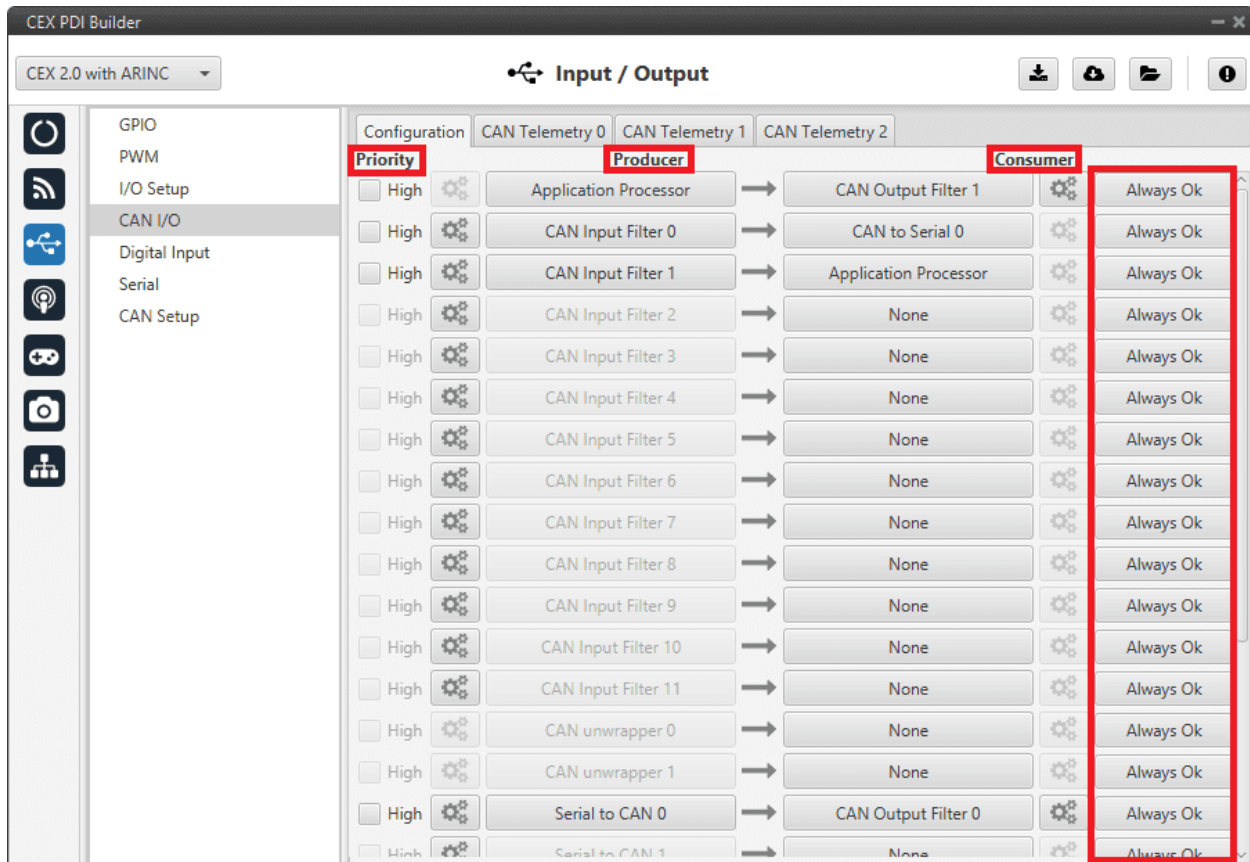 CEX PDI Builder
CEX 2.0 with ARINC
Input / Output
GPIO
PWM
I/O Setup
CAN I/O
Digital Input
Serial
CAN Setup
Configuration CAN Telemetry 0 CAN Telemetry 1 CAN Telemetry 2
Priority Producer Consumer
High Application Processor CAN Output Filter 1 Always Ok
High CAN Input Filter 0 CAN to Serial 0 Always Ok
High CAN Input Filter 1 Application Processor Always Ok
High CAN Input Filter 2 None Always Ok
High CAN Input Filter 3 None Always Ok
High CAN Input Filter 4 None Always Ok
High CAN Input Filter 5 None Always Ok
High CAN Input Filter 6 None Always Ok
High CAN Input Filter 7 None Always Ok
High CAN Input Filter 8 None Always Ok
High CAN Input Filter 9 None Always Ok
High CAN Input Filter 10 None Always Ok
High CAN Input Filter 11 None Always Ok
High CAN unwrapper 0 None Always Ok
High CAN unwrapper 1 None Always Ok
High Serial to CAN 0 CAN Output Filter 0 Always Ok
High Serial to CAN 1 None Always Ok